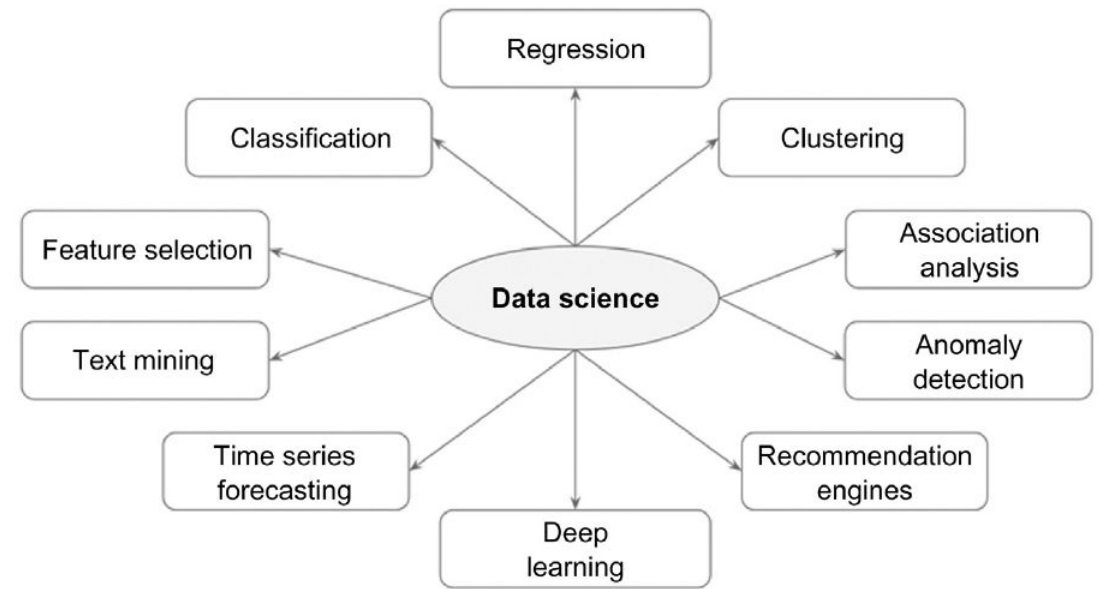 Regression
Classification
Clustering
Feature selection
Association
analysis
Data science
Text mining
Anomaly
detection
Time series
forecasting
Recommendation
engines
Deep
learning